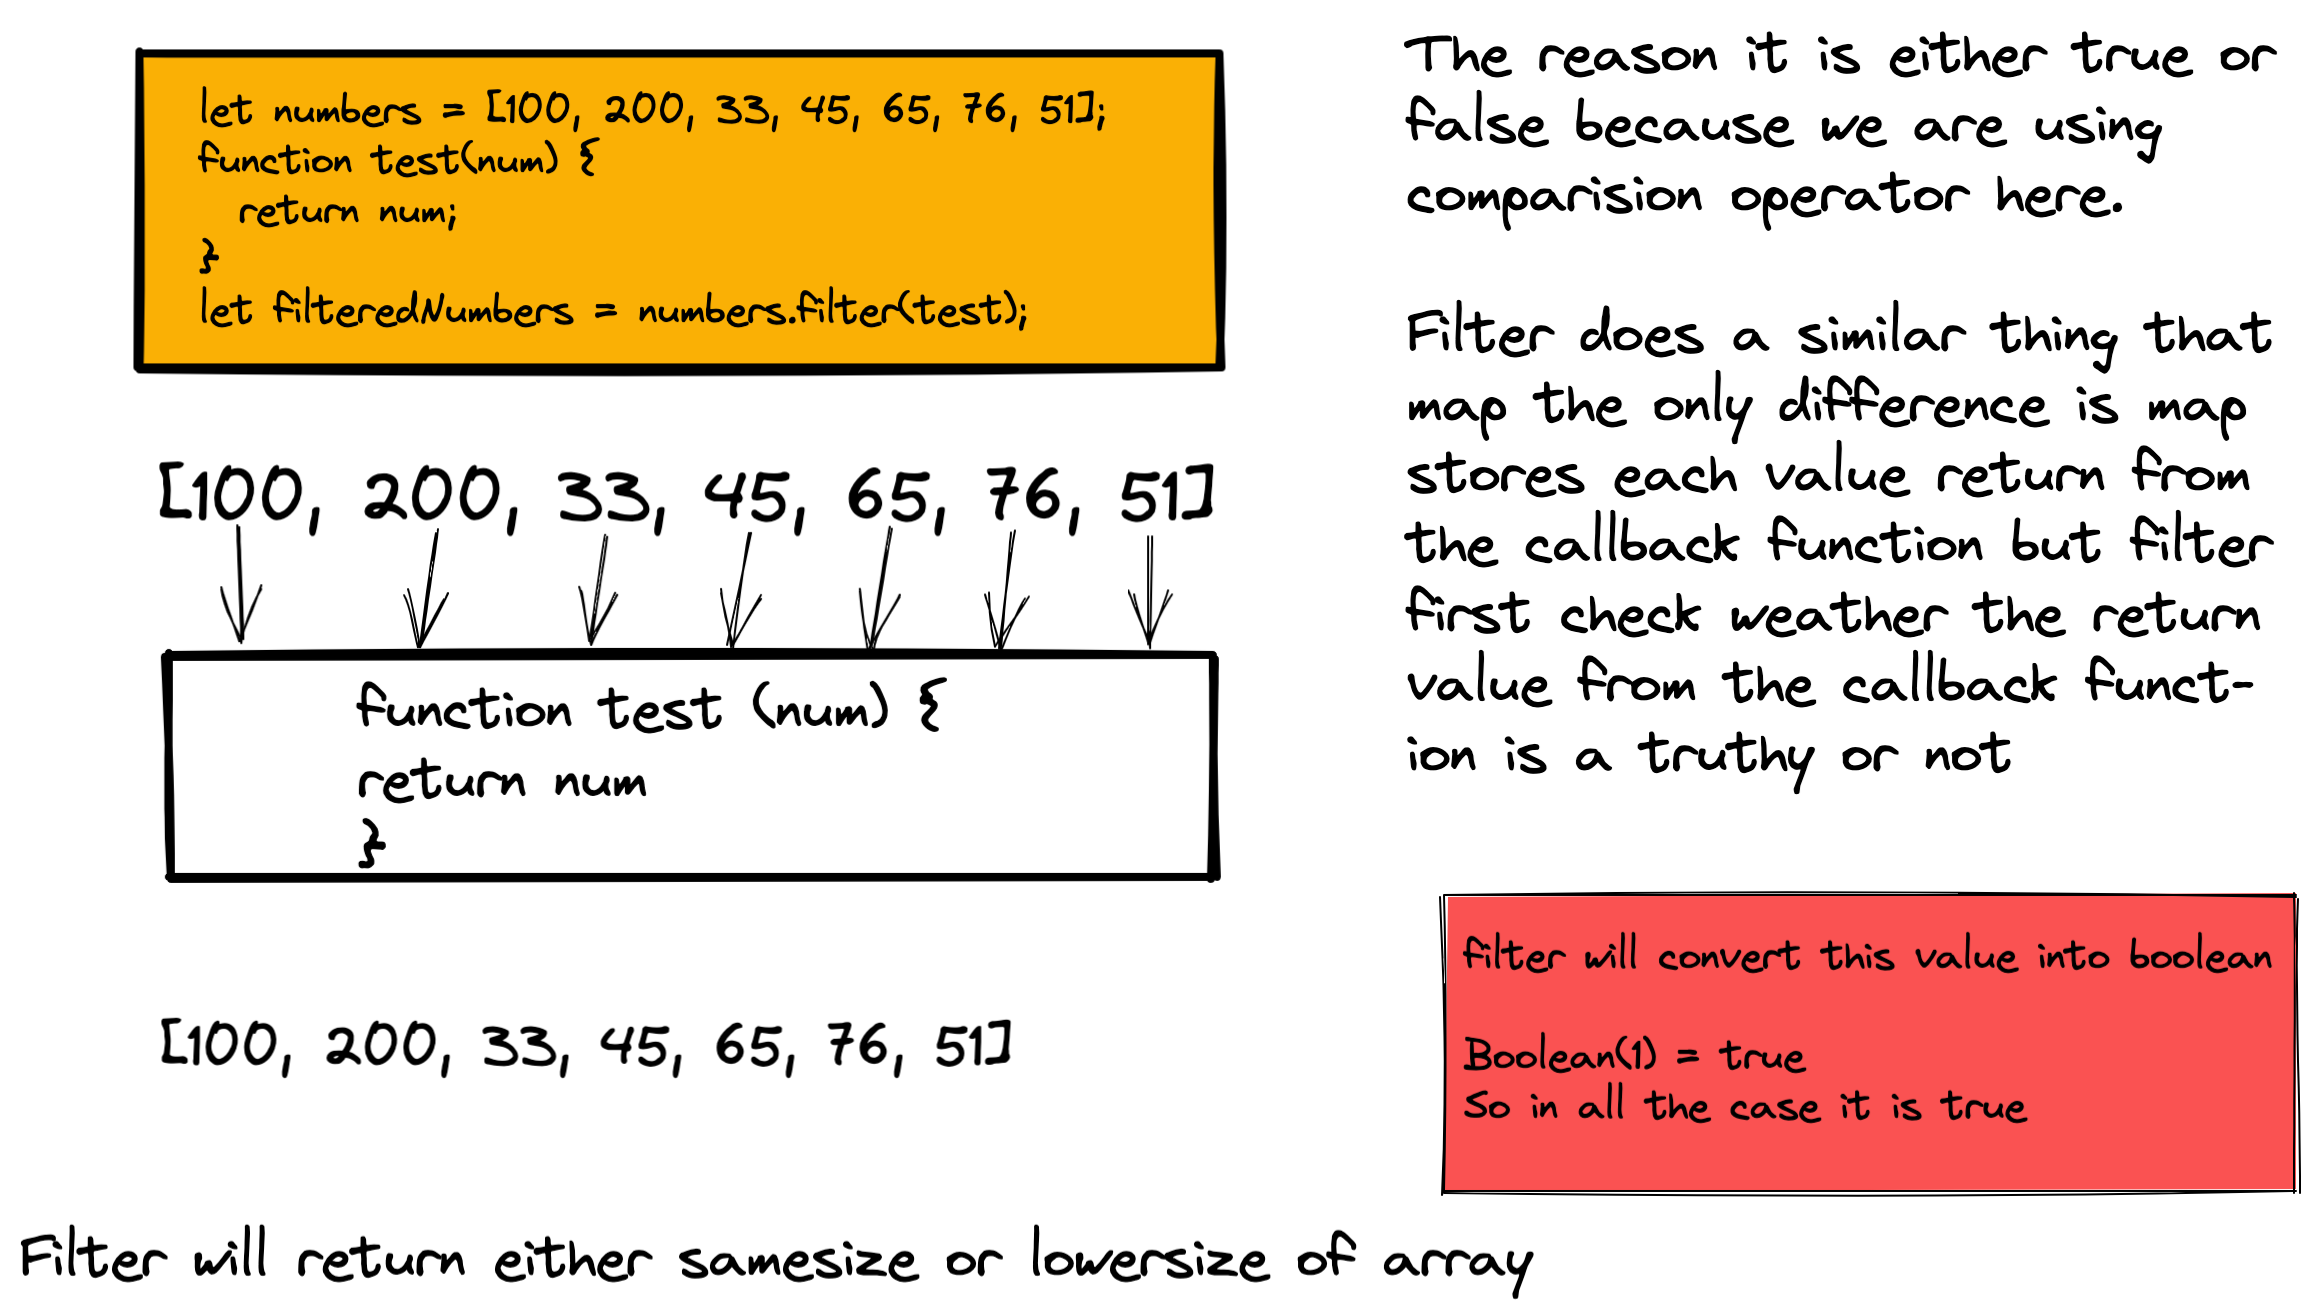 let numbers = [100, 200, 33, 45, 65, 76, 51];
function test(num) {
return num;
}
let filteredNumbers = numbers.filter(test);
[100, 200, 33, 45, 65, 76, 51]
function test (num) {
return num
}
[100, 200, 33, 45, 65, 76, 51]
The reason it is either true or
false because we are using
comparision operator here.
Filter does a similar thing that
map the only difference is map
stores each value return from
the callback function but filter
first check weather the return
value from the callback funct-
ion is a truthy or not
filter will convert this value into boolean
Boolean(1) = true
So in all the case it is true
Filter will return either samesize or lowersize of array